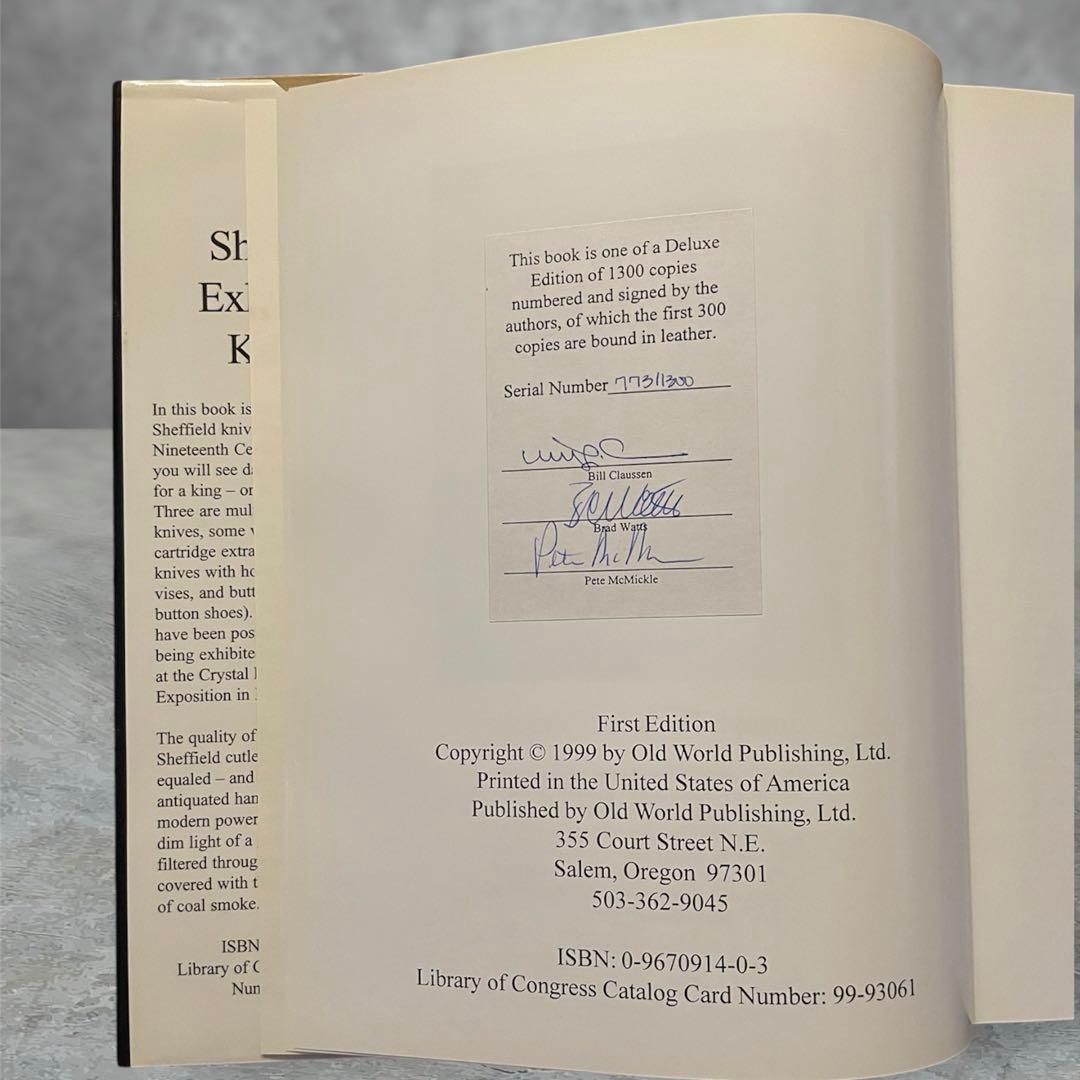 Sh
Exl
K
In this book is
Sheffield kniv
Nineteenth Ce
you will see d
for a king – or
Three are mul
knives, some
cartridge extra
knives with ho
vises, and butt
button shoes).
have been pos
being exhibite
at the Crystal
Exposition in
The quality of
Sheffield cutle
equaled – and
antiquated han
modern power
dim light of a
filtered throug
covered with t
of coal smoke.
ISBN
Library of C
Num
This book is one of a Deluxe
Edition of 1300 copies
numbered and signed by the
authors, of which the first 300
copies are bound in leather.
Serial Number 773/1300
Bill Claussen
Brad Watts
Pete McMickle
First Edition
Copyright © 1999 by Old World Publishing, Ltd.
Printed in the United States of America
Published by Old World Publishing, Ltd.
355 Court Street N.E.
Salem, Oregon 97301
503-362-9045
ISBN: 0-9670914-0-3
Library of Congress Catalog Card Number: 99-93061